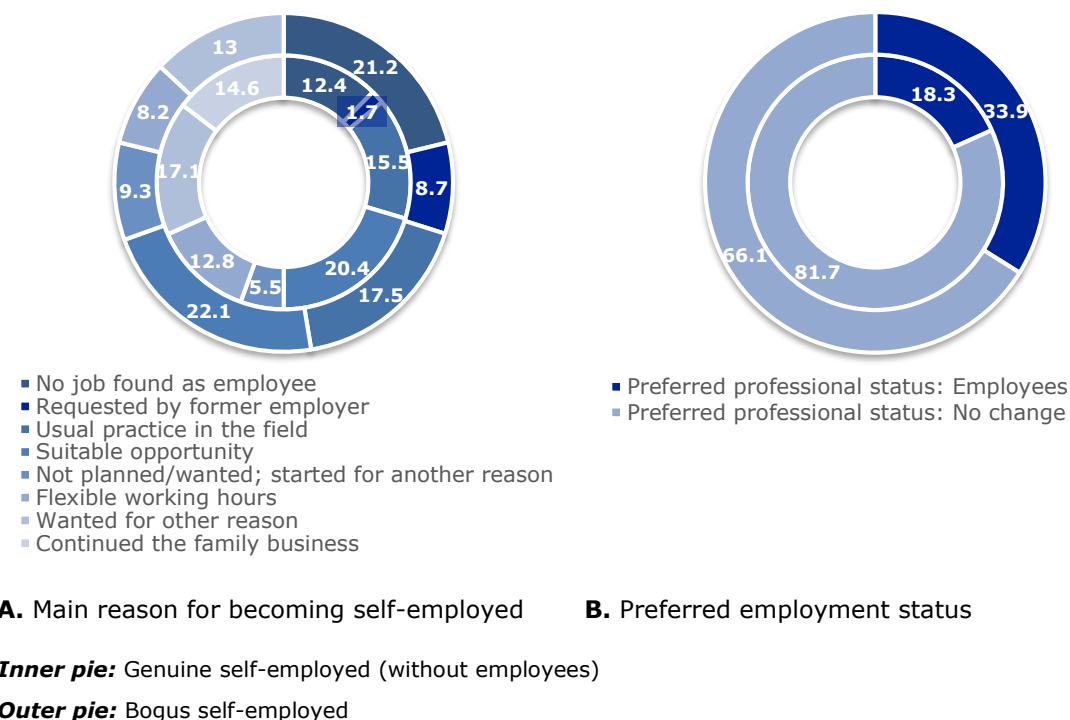 13
21.2
14.6
12.4
8.2
1.7
18.3
33.9
15.5
17.1
9.3
8.7
12.8
20.4
5.5
17.5
22.1
66.1
81.7
No job found as employee
Requested by former employer
Usual practice in the field
Suitable opportunity
Not planned/wanted; started for another reason
Flexible working hours
Wanted for other reason
Continued the family business
Preferred professional status: Employees
Preferred professional status: No change
A. Main reason for becoming self-employed
B. Preferred employment status
Inner pie: Genuine self-employed (without employees)
Outer pie: Bogus self-employed